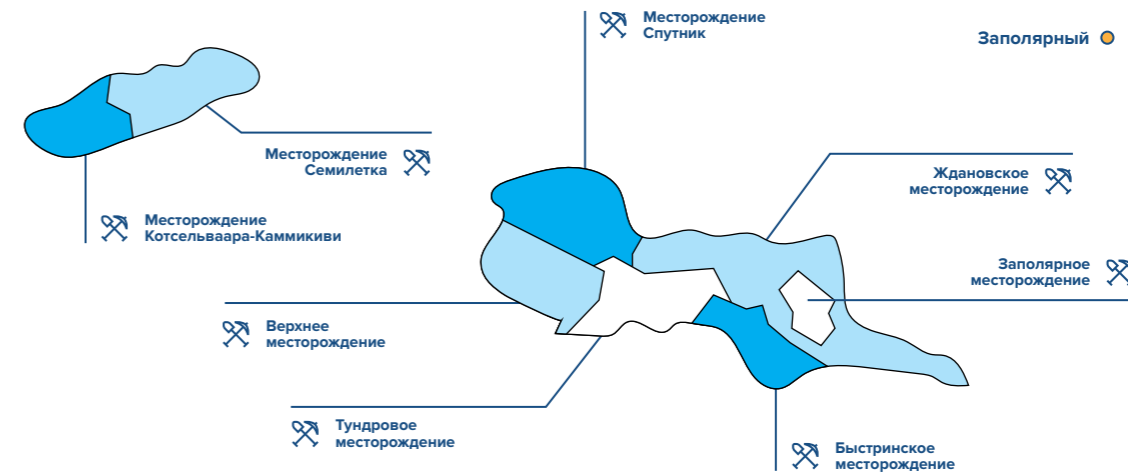 Месторождение
Спутник
Заполярный
Месторождение
Семилетка
Ждановское
месторождение
Месторождение
Котсельваара-Каммикиви
Заполярное
месторождение
Верхнее
месторождение
Тундровое
месторождение
Быстринское
месторождение